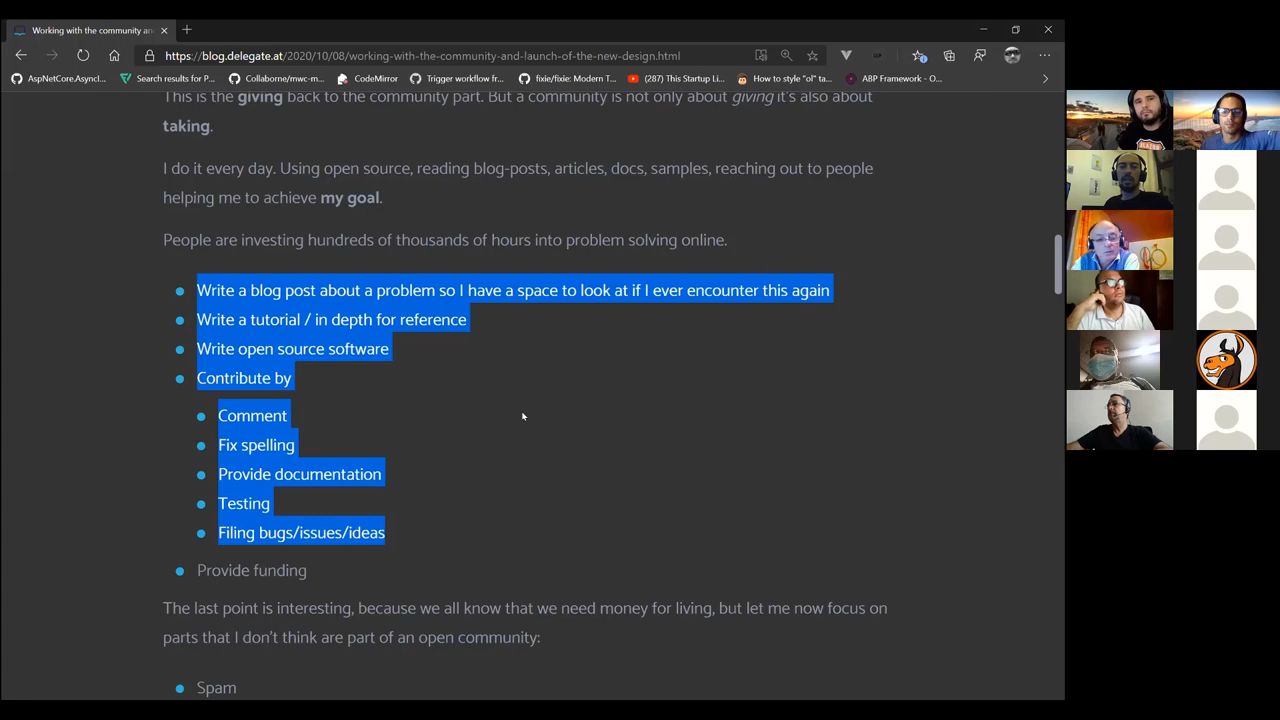 Working with the community an
https://blog.delegate.at/2020/10/08/working-with-the-community-and-launch-of-the-new-design.html
AspNetCore.AsyncI...
Search results for P...
Collaborne/mwc-m...
CodeMirror
Trigger workflow fr...
fixie/fixie: Modern T...
(287) This Startup Li...
How to style "ol" ta...
ABP Framework - O...
This is the giving back to the community part. But a community is not only about giving it's also about
taking.
I do it every day. Using open source, reading blog-posts, articles, docs, samples, reaching out to people
helping me to achieve my goal.
People are investing hundreds of thousands of hours into problem solving online.
Write a blog post about a problem so I have a space to look at if I ever encounter this again
Write a tutorial / in depth for reference
Write open source software
Contribute by
Comment
Fix spelling
Provide documentation
Testing
Filing bugs/issues/ideas
Provide funding
The last point is interesting, because we all know that we need money for living, but let me now focus on
parts that I don't think are part of an open community:
Spam